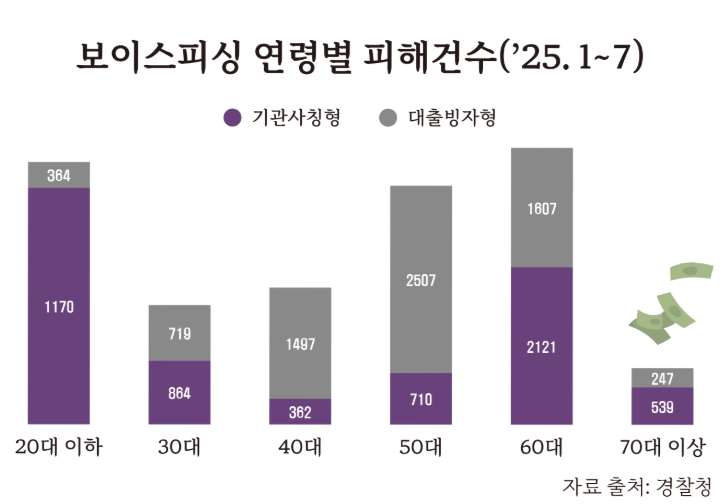 보이스피싱 연령별 피해건수(’25. 1~7)
기관사칭형 대출빙자형
364 1170
719 864
1497 362
2507 710
1607 2121
247 539
20대 이하 30대 40대 50대 60대 70대 이상
자료 출처: 경찰청